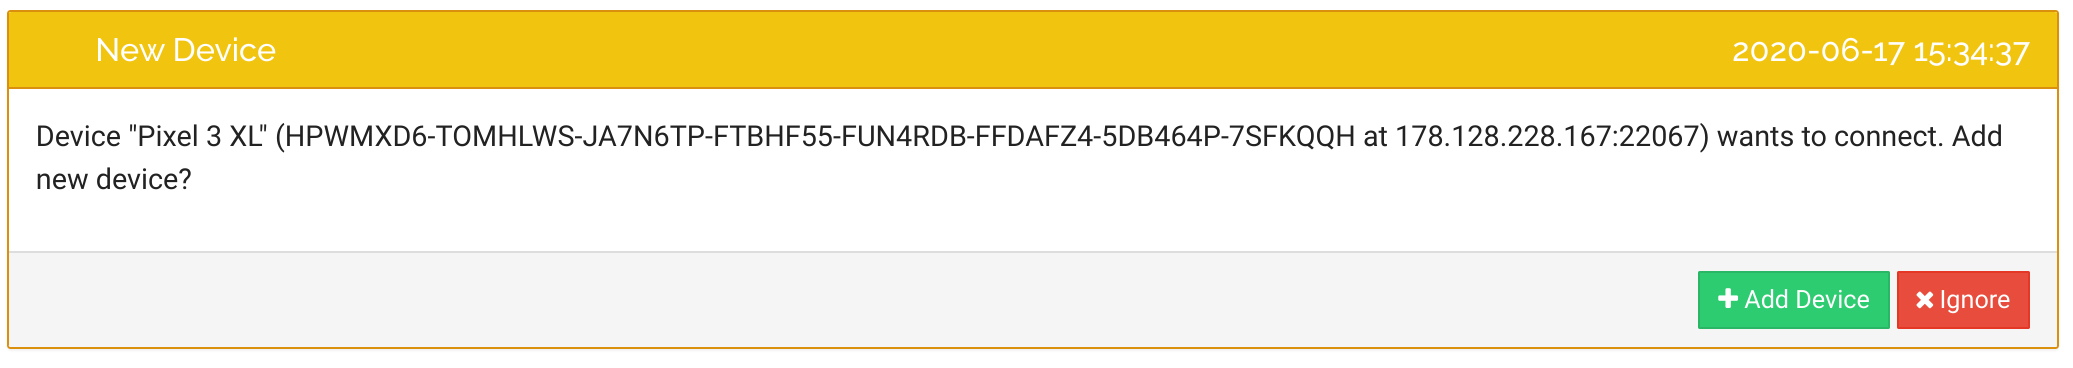 New Device 2020-06-17 15:34:37
Device "Pixel 3 XL" (HPWMXD6-TOMHLWS-JA7N6TP-FTBHF55-FUN4RDB-FFDAFZ4-5DB464P-7SFKQQH at 178.128.228.167:22067) wants to connect. Add
new device?
Add Device Ignore